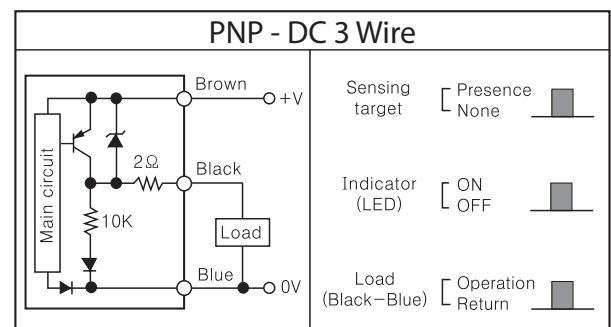 PNP - DC 3 Wire
Main circuit
Brown
+V
2Ω
Black
10K
Load
Blue
0V
Sensing
target
Presence
None
Indicator
(LED)
ON
OFF
Load
(Black-Blue)
Operation
Return